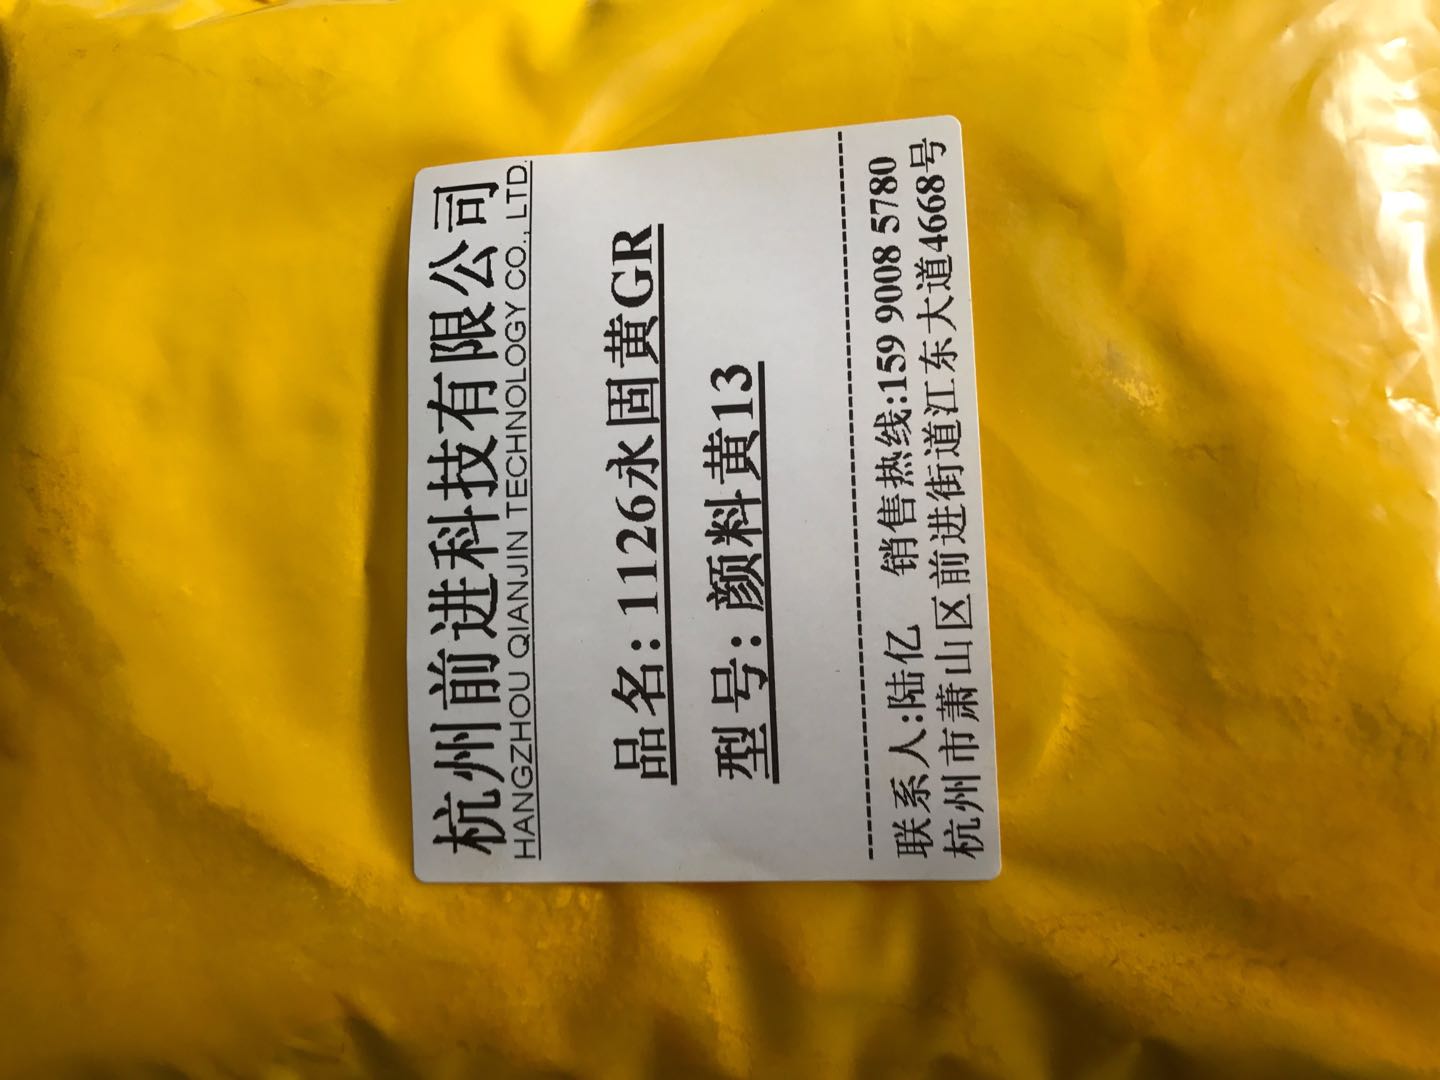 杭州前进科技有限公司
HANGZHOU QIANJIN TECHNOLOGY CO., LTD.
品名: 1126永固黄GR
型号: 颜料黄13
联系人:陆亿 销售热线:159 9008 5780
杭州市萧山区前进街道江东大道4668号